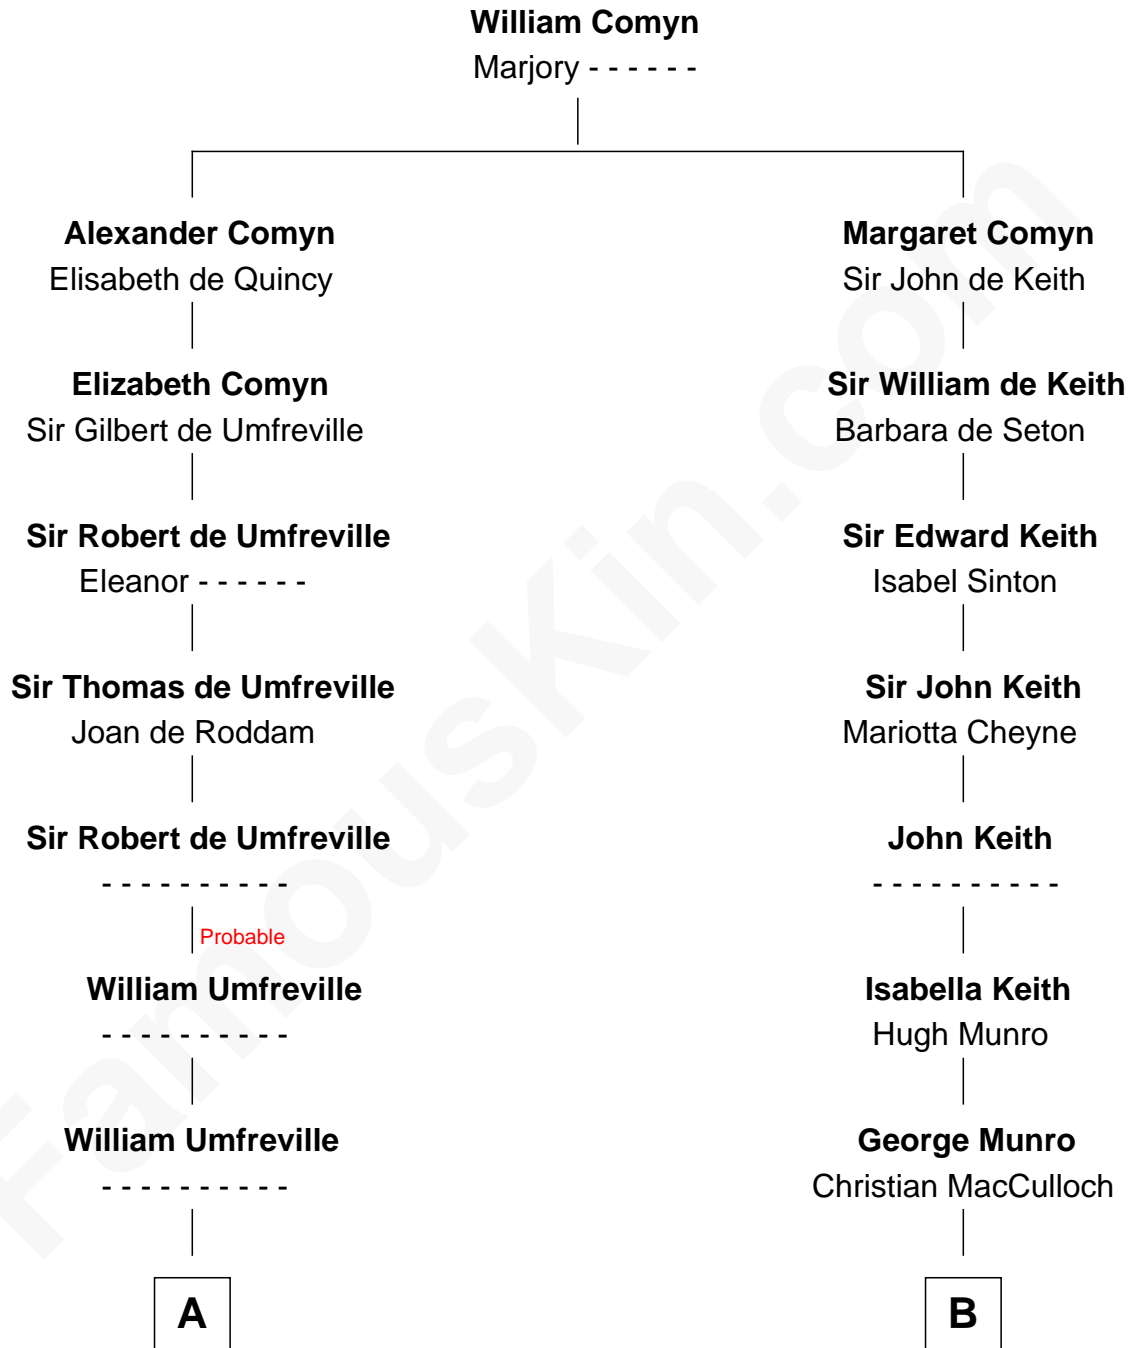 William Comyn
Marjory - - - - - -
Alexander Comyn
Elisabeth de Quincy
Margaret Comyn
Sir John de Keith
Elizabeth Comyn
Sir Gilbert de Umfreville
Sir William de Keith
Barbara de Seton
Sir Robert de Umfreville
Eleanor - - - - - -
Sir Edward Keith
Isabel Sinton
Sir Thomas de Umfreville
Joan de Roddam
Sir John Keith
Mariotta Cheyne
Sir Robert de Umfreville
- - - - - - - - - -
John Keith
- - - - - - - - - -
Probable
William Umfreville
- - - - - - - - - -
Isabella Keith
Hugh Munro
William Umfreville
- - - - - - - - - -
George Munro
Christian MacCulloch
A
B
FamousKin.com